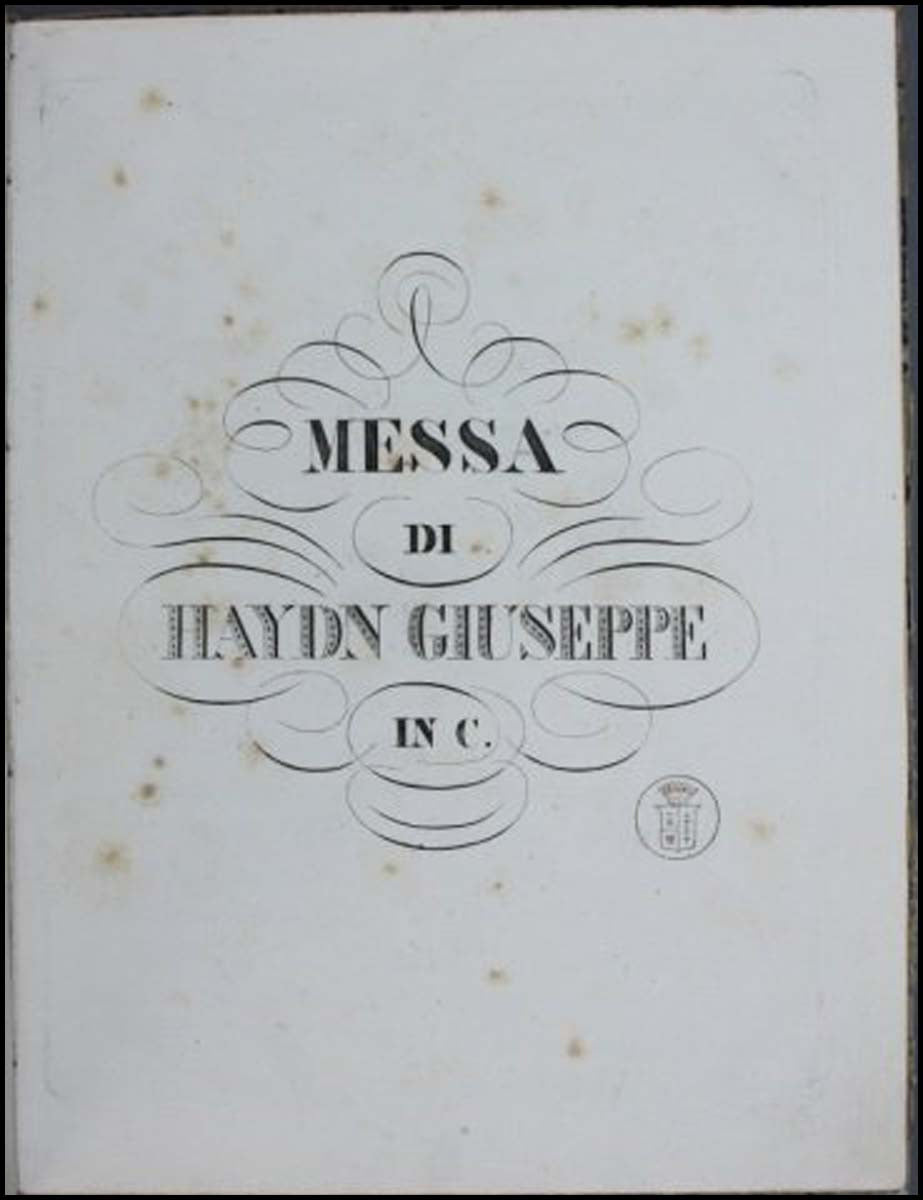 MESSA
DI
HAYDN GIUSEPPE
IN C.